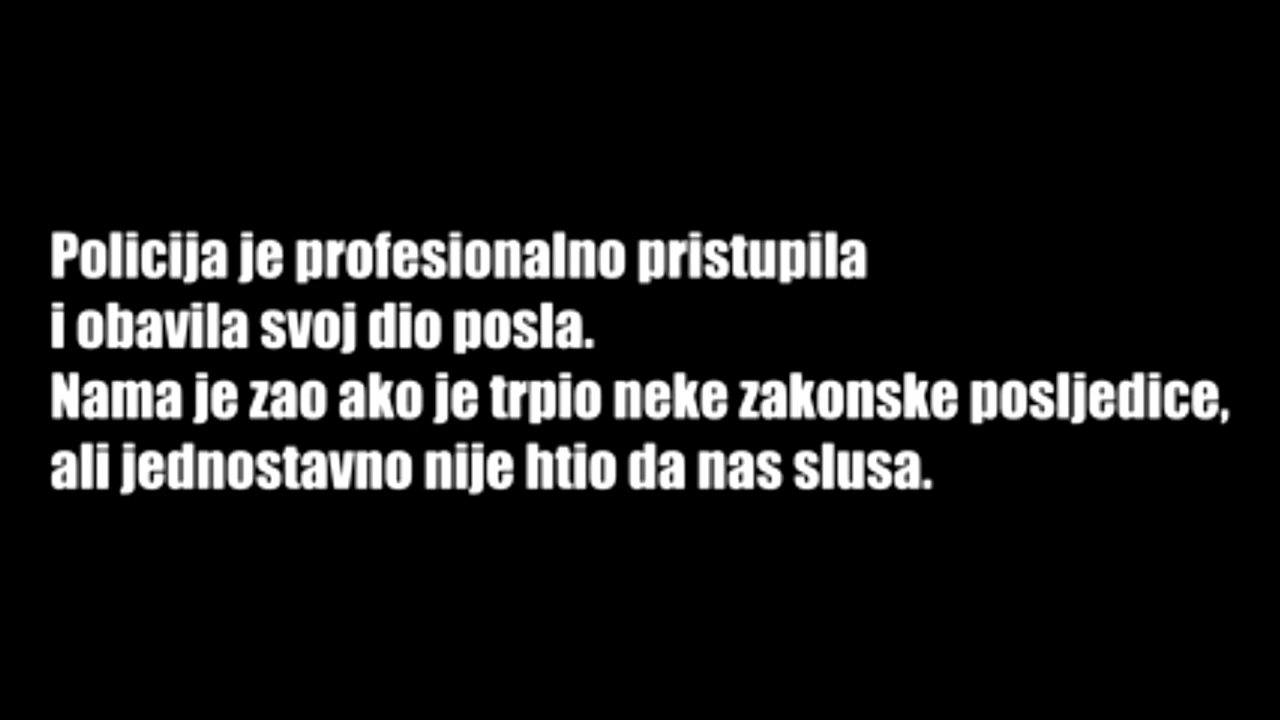 Policija je profesionalno pristupila
i obavila svoj dio posla.
Nama je zao ako je trpio neke zakonske posljedice,
ali jednostavno nije htio da nas slusa.